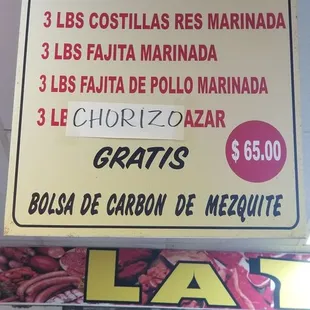 3 LBS COSTILLAS RES MARINADA
3 LBS FAJITA MARINADA
3 LBS FAJITA DE POLLO MARINADA
3 LB CHORIZO AZAR
GRATIS
$ 65.00
BOLSA DE CARBON DE MEZQUITE
LA